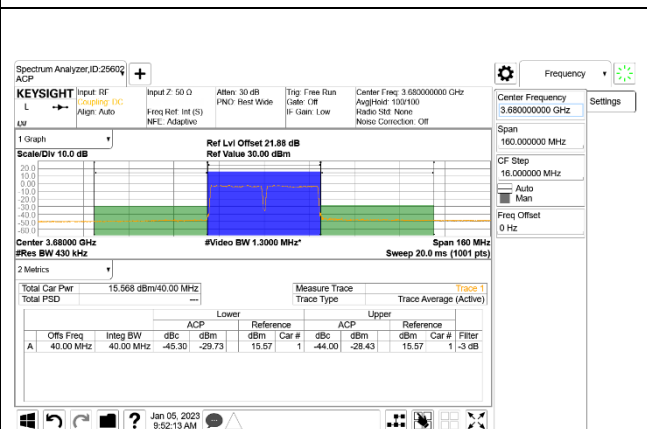 Spectrum Analyzer,ID:25602
ACP
Frequency
KEYSIGHT
L
Input: RF
Coupling: DC
Align: Auto
Input Z: 50 Ω
Freq Ref: Int (S)
NFE: Adaptive
Atten: 30 dB
PNO: Best Wide
Trig: Free Run
Gate: Off
IF Gain: Low
Center Freq: 3.680000000 GHz
Avg|Hold: 100/100
Radio Std: None
Noise Correction: Off
Center Frequency
3.680000000 GHz
Settings
Span
160.000000 MHz
CF Step
16.000000 MHz
Auto
Man
Freq Offset
0 Hz
1 Graph
Scale/Div 10.0 dB
Ref Lvl Offset 21.88 dB
Ref Value 30.00 dBm
20.0
10.0
0.00
-10.0
-20.0
-30.0
-40.0
-50.0
-60.0
Center 3.68000 GHz
#Video BW 1.3000 MHz*
Span 160 MHz
#Res BW 430 kHz
Sweep 20.0 ms (1001 pts)
2 Metrics
Total Car Pwr 15.568 dBm/40.00 MHz
Total PSD ---
Measure Trace Trace 1
Trace Type Trace Average (Active)
Lower Upper
ACP Reference ACP Reference
Offs Freq Integ BW dBc dBm dBm Car # dBc dBm dBm Car # Filter
A 40.00 MHz 40.00 MHz -45.30 -29.73 15.57 1 -44.00 -28.43 15.57 1 -3 dB
Jan 05, 2023
9:52:13 AM